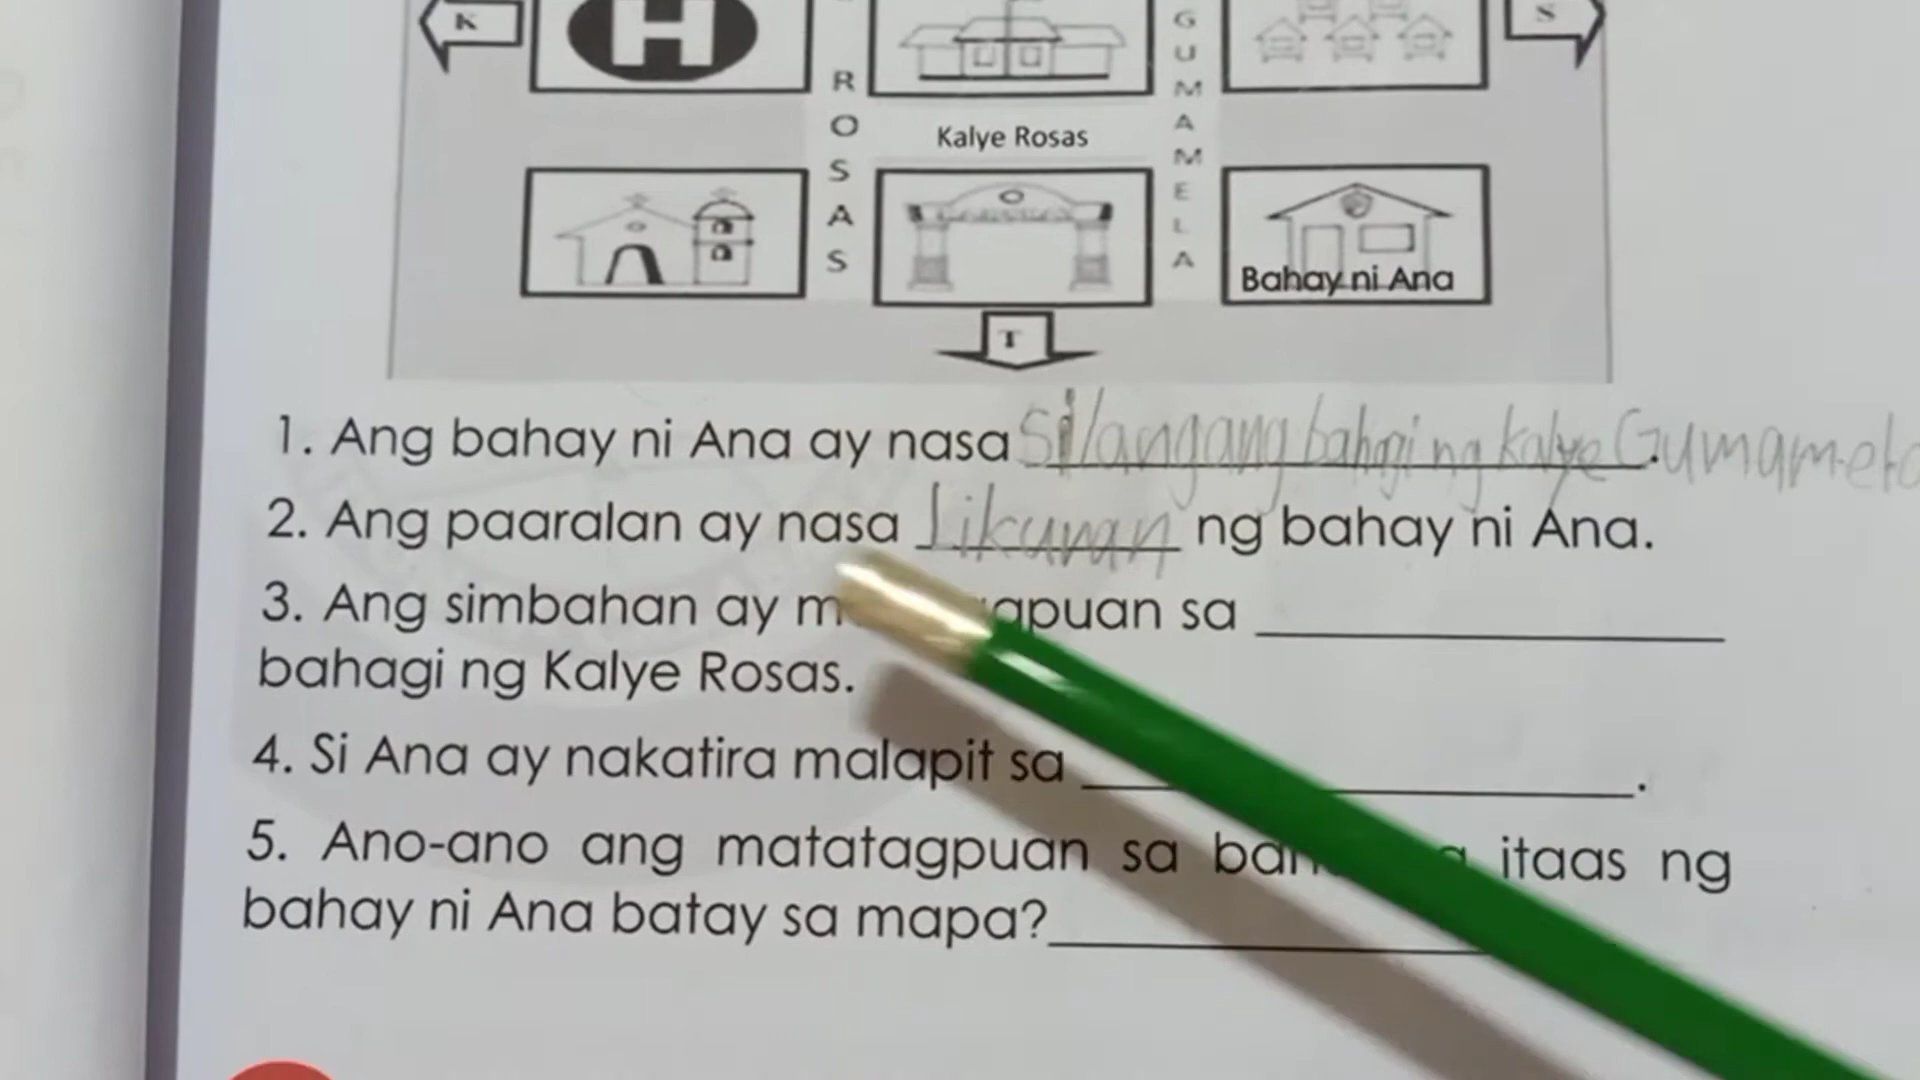 K
H
S
R
O
S
A
S
Kalye Rosas
G
U
M
A
M
E
L
A
Bahay ni Ana
T
1. Ang bahay ni Ana ay nasa Silangang bahagi ng kalye Gumamela.
2. Ang paaralan ay nasa Likuran ng bahay ni Ana.
3. Ang simbahan ay sa
bahagi ng Kalye Rosas.
4. Si Ana ay nakatira malapit sa
5. Ano-ano ang matatagpuan sa itaas ng
bahay ni Ana batay sa mapa?